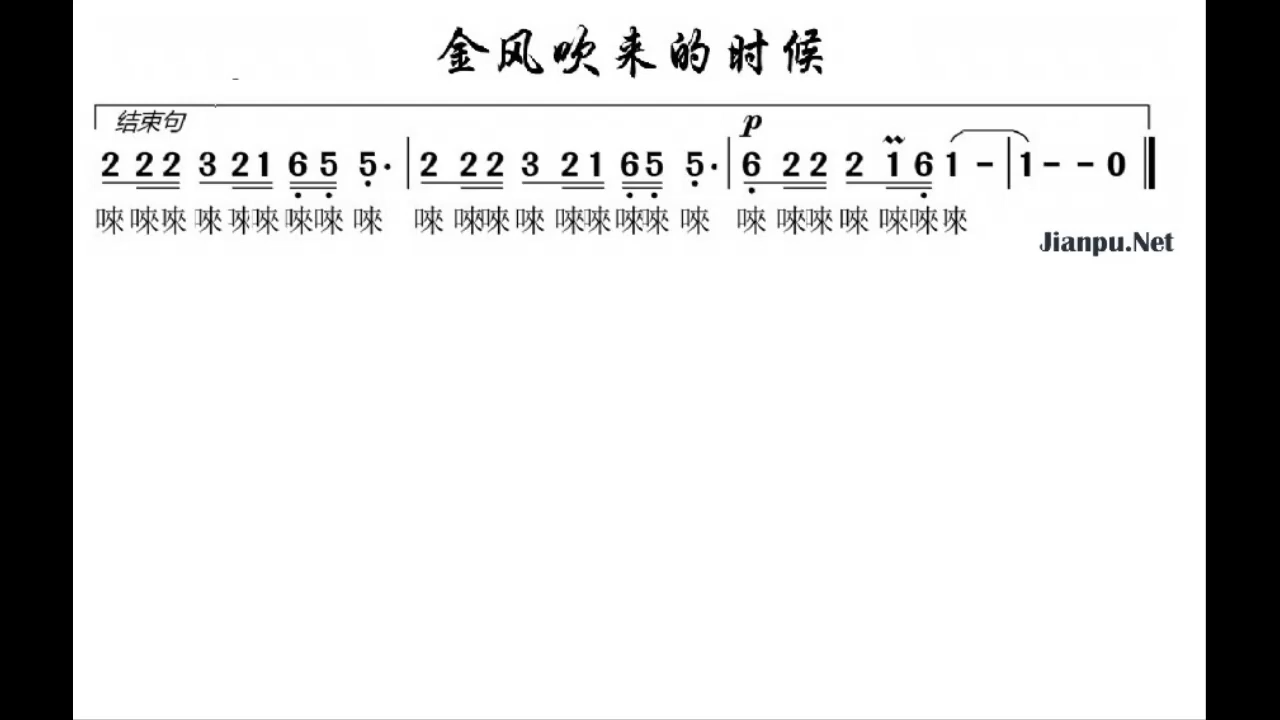 金风吹来的时候
结束句
p
2 22 3 21 65 5· | 2 22 3 21 65 5· | 6 22 2 16 1 – | 1 – – 0 ‖
唻 唻唻 唻 唻唻 唻唻 唻 唻 唻唻 唻 唻唻 唻唻 唻 唻 唻唻 唻 唻唻 唻
Jianpu.Net